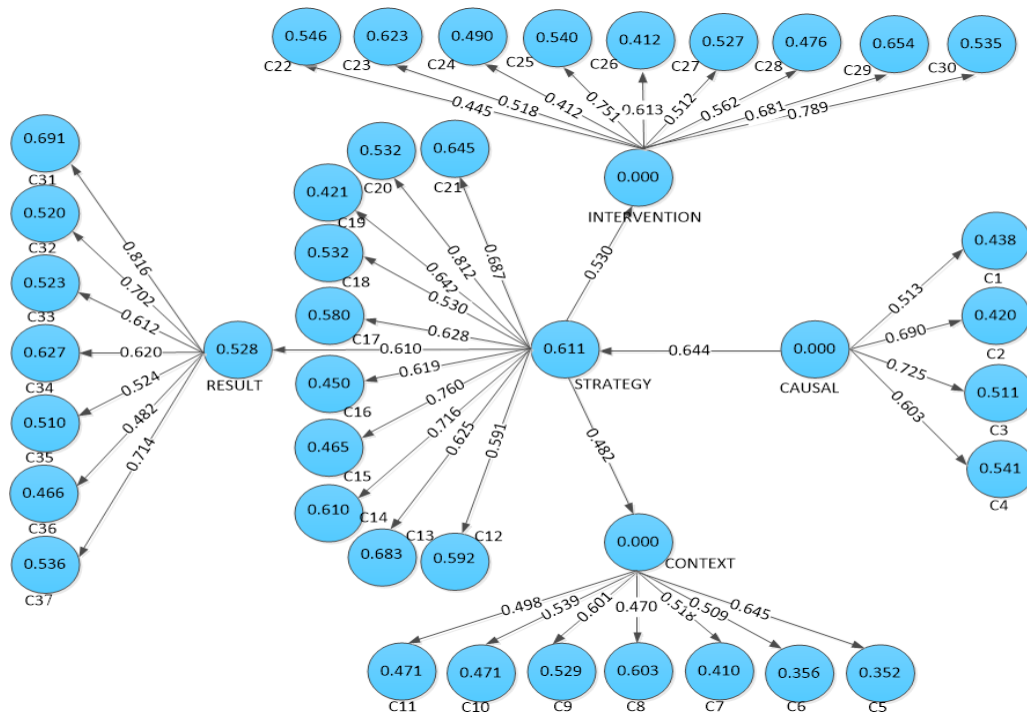 0.546 0.623 0.490 0.540 0.412 0.527 0.476 0.654 0.535
C22 C23 C24 C25 C26 C27 C28 C29 C30
0.445 0.518 0.412 0.751 0.613 0.512 0.562 0.681 0.789
0.000
INTERVENTION
0.530
0.645
C21
0.687
0.532
C20
0.812
0.421
C19
0.642
0.532
C18
0.530
0.580
C17
0.628
0.450
C16
0.619
0.465
C15
0.760
0.610
C14
0.716
0.683
C13
0.625
0.592
C12
0.591
0.691
C31
0.816
0.520
C32
0.702
0.523
C33
0.612
0.627
C34
0.620
0.510
C35
0.524
0.466
C36
0.482
0.536
C37
0.714
0.528
RESULT
0.610
0.611
STRATEGY
0.644
0.000
CAUSAL
0.438
C1
0.513
0.420
C2
0.690
0.511
C3
0.725
0.541
C4
0.603
0.482
0.000
CONTEXT
0.498 0.539 0.601 0.470 0.518 0.509 0.645
0.471 0.471 0.529 0.603 0.410 0.356 0.352
C11 C10 C9 C8 C7 C6 C5